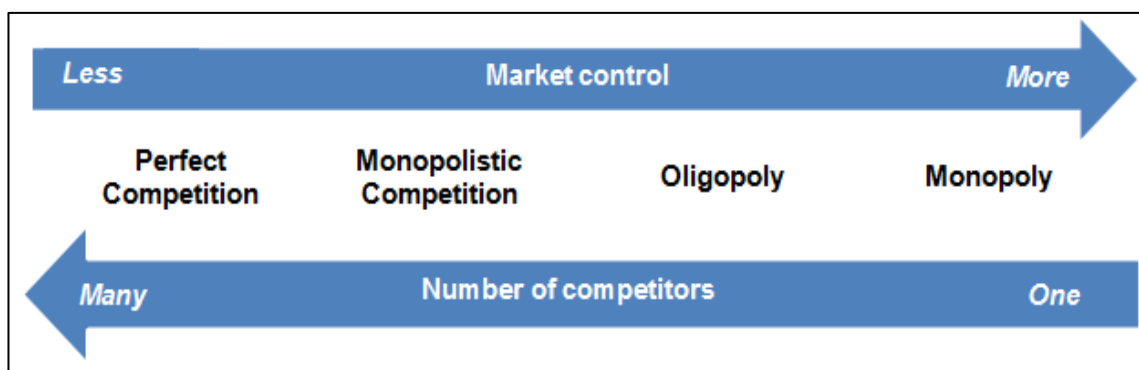 Less Market control More
Perfect Monopolistic Oligopoly Monopoly
Competition Competition
Many Number of competitors One